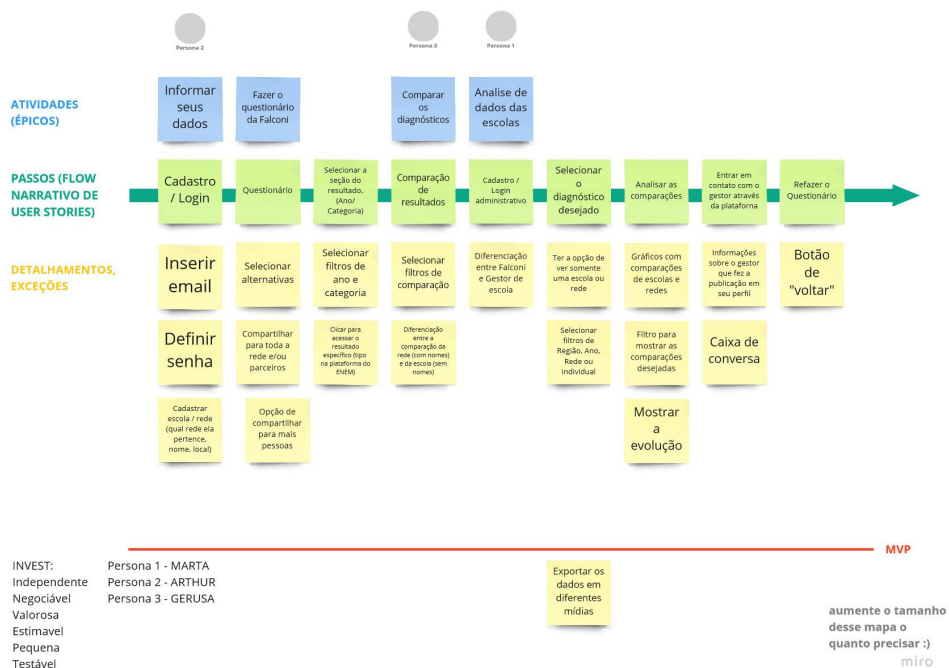 Persona 2
Persona 3
Persona 1
ATIVIDADES
(ÉPICOS)
Informar
seus
dados
Fazer o
questionário
da Falconi
Comparar
os
diagnósticos
Analise de
dados das
escolas
PASSOS (FLOW
NARRATIVO DE
USER STORIES)
Cadastro
/ Login
Questionário
Selecionar a
seção do
resultado.
(Ano/
Categoria)
Comparação
de
resultados
Cadastro /
Login
administrativo
Selecionar
o
diagnóstico
desejado
Analisar as
comparações
Entrar em
contato com o
gestor através
da plataforna
Refazer o
Questionário
DETALHAMENTOS,
EXCEÇÕES
Inserir
email
Selecionar
alternativas
Selecionar
filtros de
ano e
categoria
Selecionar
filtros de
comparação
Diferenciação
entre Falconi
e Gestor de
escola
Ter a opção de
ver somente
uma escola ou
rede
Gráficos com
comparações
de escolas e
redes
Informações
sobre o gestor
que fez a
publicação em
seu perfil
Botão
de
"voltar"
Definir
senha
Compartilhar
para toda a
rede e/ou
parceiros
Clicar para
acessar o
resultado
específico (tipo
na plataforma do
ENEM)
Diferenciação
entre a
comparação da
rede (com nomes)
e da escola (sem
nomes)
Selecionar
filtros de
Região, Ano,
Rede ou
individual
Filtro para
mostrar as
comparações
desejadas
Caixa de
conversa
Cadastrar
escola / rede
(qual rede ela
pertence,
nome, local)
Opção de
compartilhar
para mais
pessoas
Mostrar
a
evolução
MVP
INVEST:
Independente
Negociável
Valorosa
Estimavel
Pequena
Testável
Persona 1 - MARTA
Persona 2 - ARTHUR
Persona 3 - GERUSA
Exportar os
dados em
diferentes
mídias
aumente o tamanho
desse mapa o
quanto precisar :)
miro